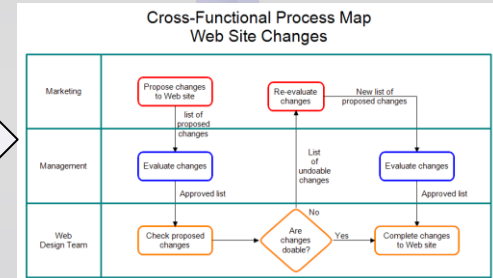 Cross-Functional Process Map
Web Site Changes
Marketing
Propose changes
to Web site
Re-evaluate
changes
New list of
proposed changes
list of
proposed
changes
Management
Evaluate changes
List
of
undoable
changes
Evaluate changes
Approved list
Approved list
No
Web
Design Team
Check proposed
changes
Are
changes
doable?
Yes
Complete changes
to Web site